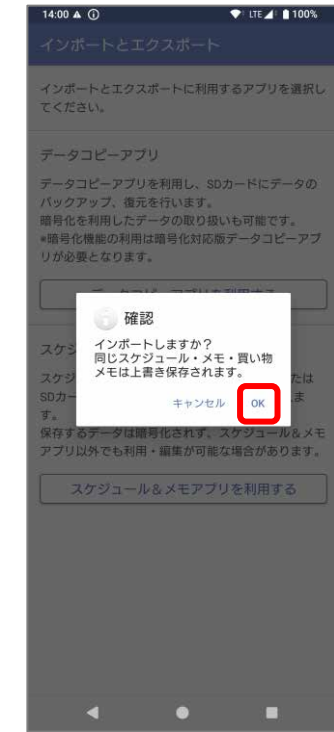 14:00
LTE
100%
インポートとエクスポート
インポートとエクスポートに利用するアプリを選択し
てください。
データコピーアプリ
データコピーアプリを利用し、SDカードにデータの
バックアップ、復元を行います。
暗号化を利用したデータの取り扱いも可能です。
*暗号化機能の利用は暗号化対応版データコピーアプ
リが必要となります。
確認
インポートしますか？
同じスケジュール・メモ・買い物
メモは上書き保存されます。
キャンセル
OK
スケジ
スケジ
たは
SDカー
ま
す。
保存するデータは暗号化されず、スケジュール&メモ
アプリ以外でも利用・編集が可能な場合があります。
スケジュール&メモアプリを利用する